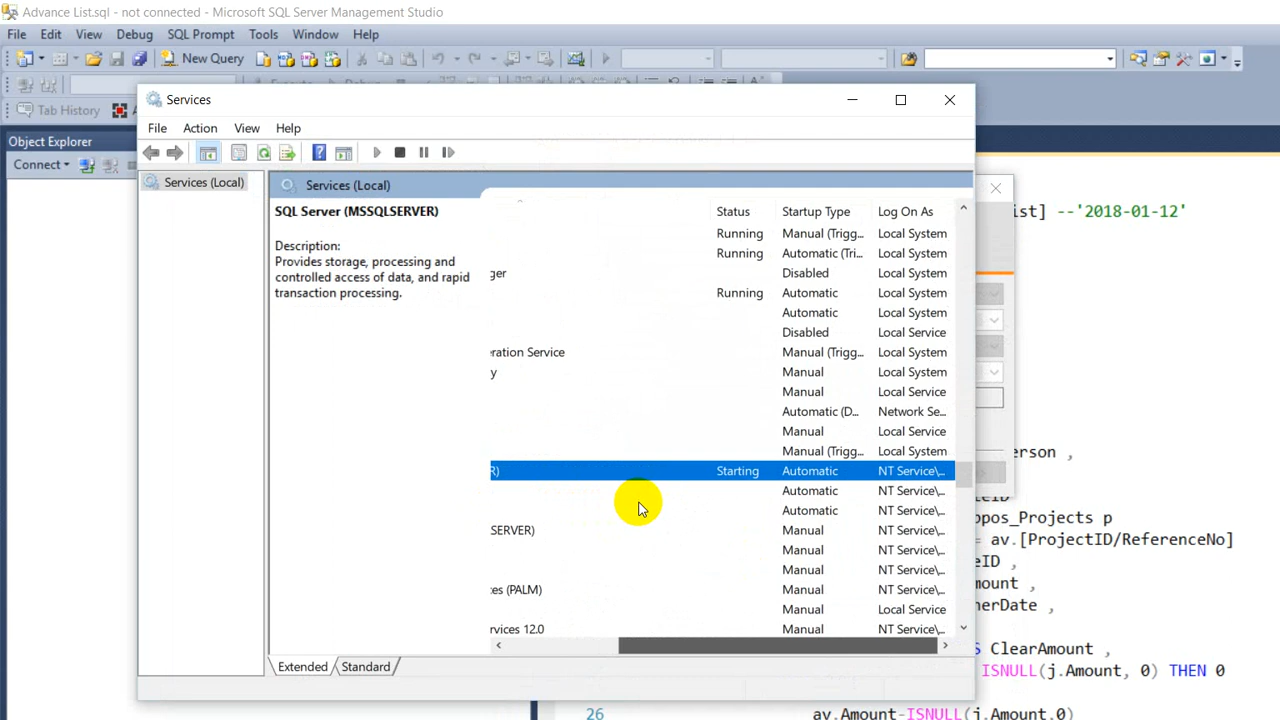 Advance List.sql - not connected - Microsoft SQL Server Management Studio
File Edit View Debug SQL Prompt Tools Window Help
New Query
Tab History
Object Explorer
Connect
Services
File Action View Help
Services (Local)
Services (Local)
SQL Server (MSSQLSERVER)
Description:
Provides storage, processing and
controlled access of data, and rapid
transaction processing.
Status Startup Type Log On As
Running Manual (Trigg... Local System
Running Automatic (Tri... Local System
ger Disabled Local System
Running Automatic Local System
Automatic Local System
Disabled Local Service
eration Service Manual (Trigg... Local System
y Manual Local System
Manual Local Service
Automatic (D... Network Se...
Manual Local Service
Manual (Trigg... Local System
R) Starting Automatic NT Service\...
Automatic NT Service\...
Automatic NT Service\...
SERVER) Manual NT Service\...
Manual NT Service\...
Manual NT Service\...
ces (PALM) Manual NT Service\...
Manual Local Service
rvices 12.0 Manual NT Service\...
Extended Standard
ist] --'2018-01-12'
erson ,
opos_Projects p
= av.[ProjectID/ReferenceNo]
eID ,
mount ,
nerDate ,
S ClearAmount ,
ISNULL(j.Amount, 0) THEN 0
26 av.Amount-ISNULL(j.Amount,0)